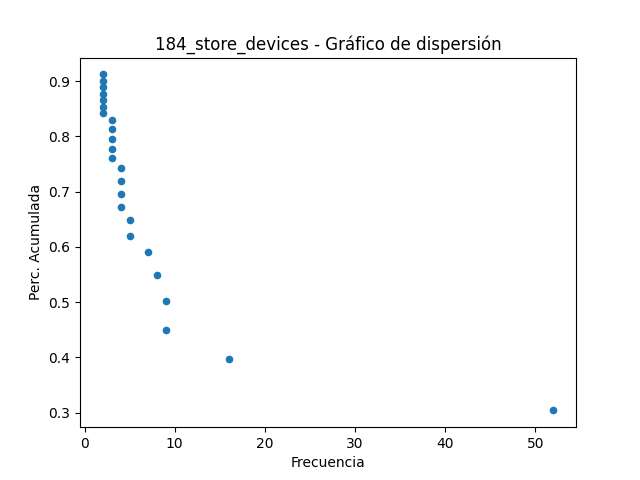 184_store_devices - Gráfico de dispersión
0.9
0.8
0.7
0.6
0.5
0.4
0.3
Perc. Acumulada
0 10 20 30 40 50
Frecuencia